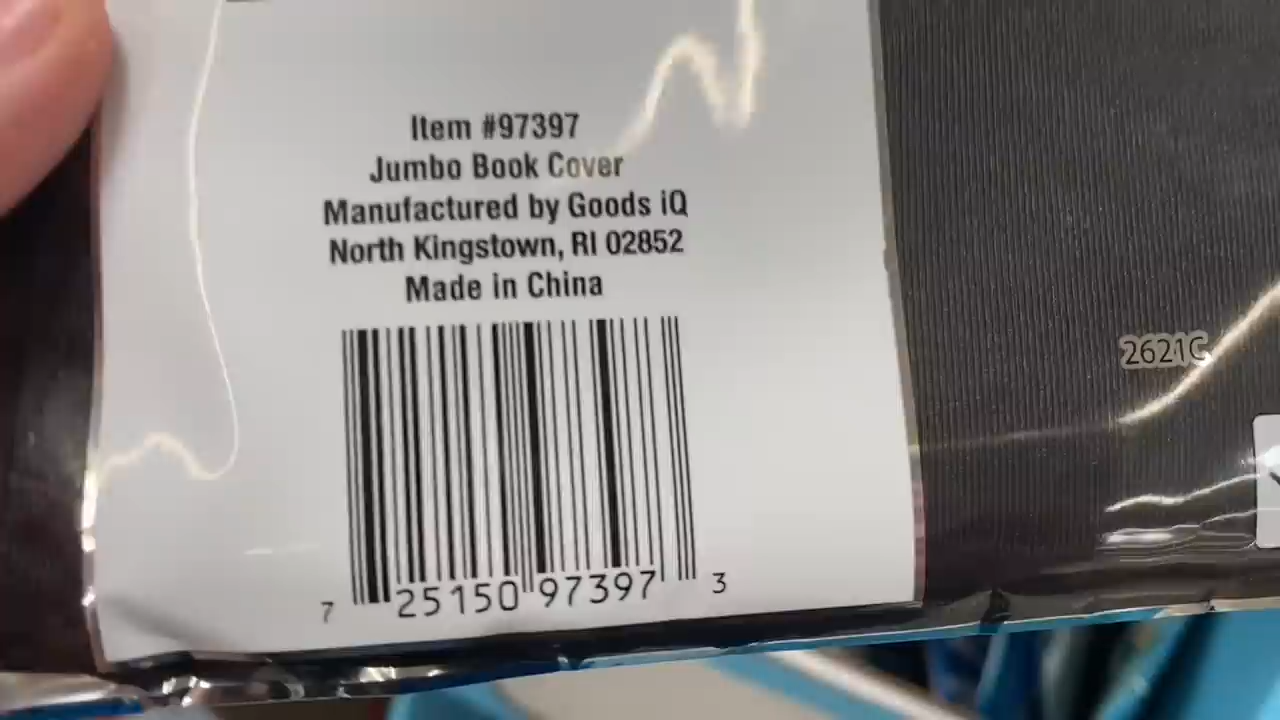 Item #97397
Jumbo Book Cover
Manufactured by Goods iQ
North Kingstown, RI 02852
Made in China
2621C
7 25150 97397 3